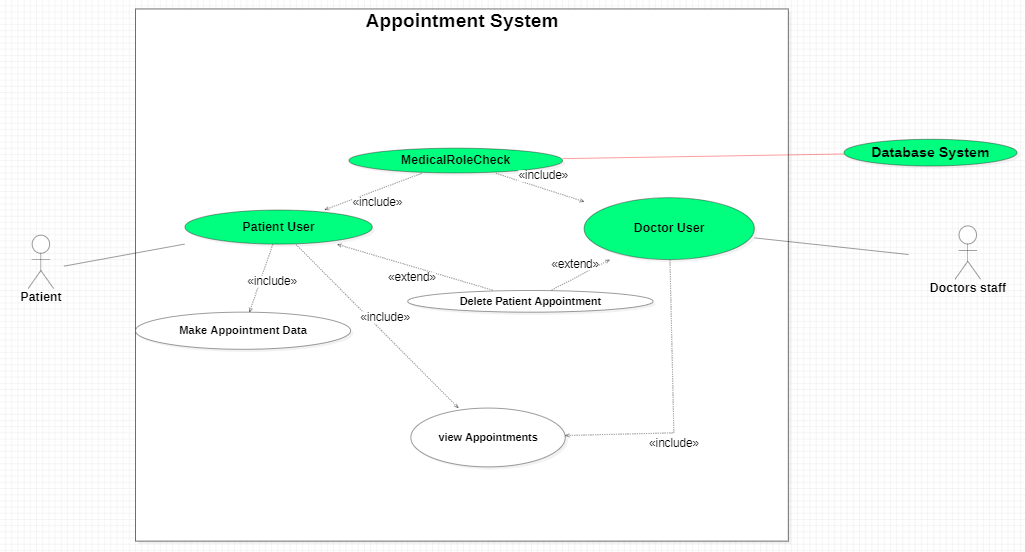 Appointment System
MedicalRoleCheck
Database System
«include»
«include»
Patient User
Doctor User
Patient
Doctors staff
«extend»
«extend»
«include»
Delete Patient Appointment
Make Appointment Data
«include»
view Appointments
«include»